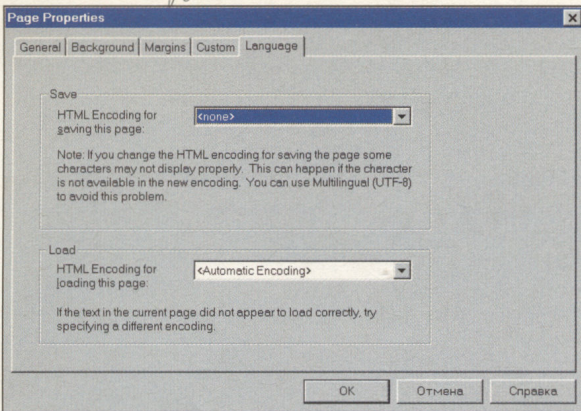 Page Properties
General Background Margins Custom Language
Save
HTML Encoding for
saving this page:
<none>
Note: If you change the HTML encoding for saving the page some
characters may not display properly. This can happen if the character
is not available in the new encoding. You can use Multilingual (UTF-8)
to avoid this problem.
Load
HTML Encoding for
loading this page:
<Automatic Encoding>
If the text in the current page did not appear to load correctly, try
specifying a different encoding.
OK Отмена Справка